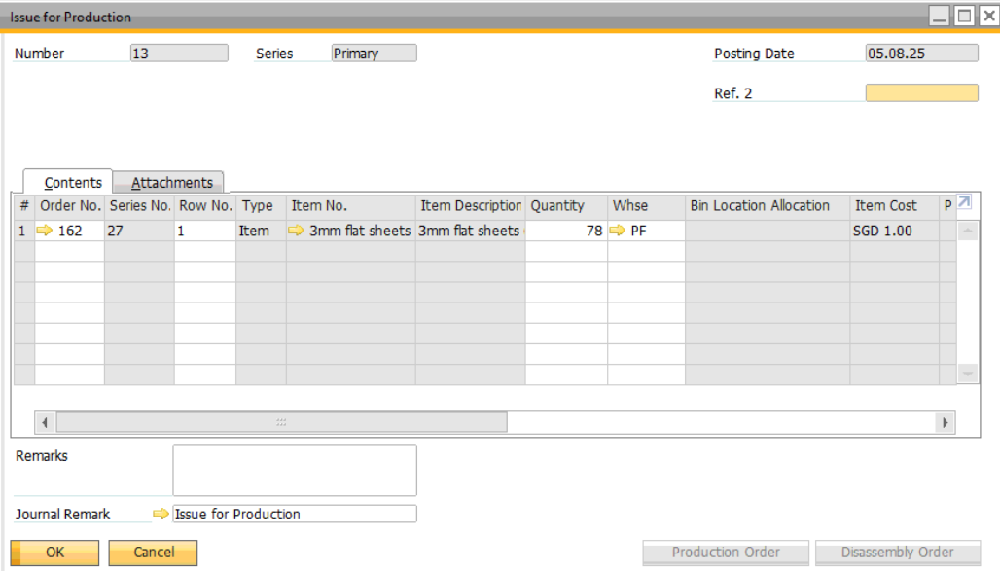 Issue for Production
Number 13 Series Primary Posting Date 05.08.25
Ref. 2
Contents Attachments
# Order No. Series No. Row No. Type Item No. Item Description Quantity Whse Bin Location Allocation Item Cost P
1 162 27 1 Item 3mm flat sheets 3mm flat sheets 78 PF SGD 1.00
Remarks
Journal Remark Issue for Production
OK Cancel Production Order Disassembly Order